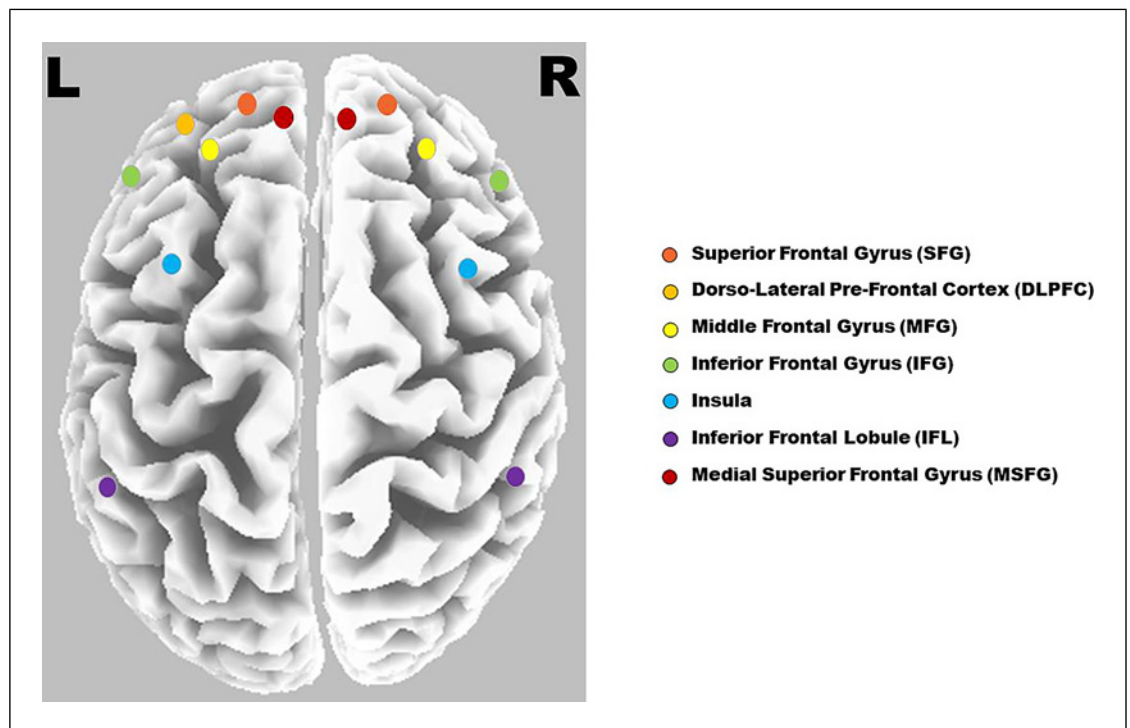 L
R
Superior Frontal Gyrus (SFG)
Dorso-Lateral Pre-Frontal Cortex (DLPFC)
Middle Frontal Gyrus (MFG)
Inferior Frontal Gyrus (IFG)
Insula
Inferior Frontal Lobule (IFL)
Medial Superior Frontal Gyrus (MSFG)